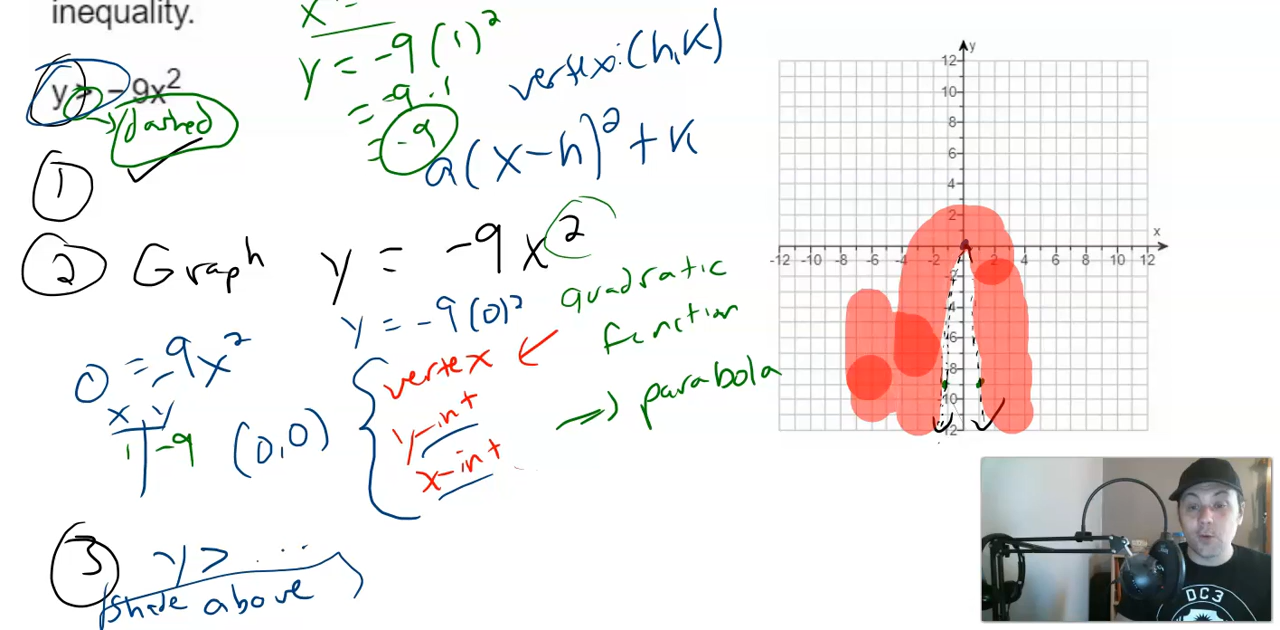 inequality.
y > -9x²
→ dashed
x =
y = -9(1)²
= -9·1
= -9
vertex: (h,k)
a(x-h)²+k
①
② Graph y = -9x²
y = -9(0)²
quadratic
function
⇒ parabola
0 = -9x²
x y
1 -9
(0,0)
vertex ←
y-int
x-int
③ y > ...
shade above
y
12
10
8
6
4
2
x
-12 -10 -8 -6 -4 -2 2 4 6 8 10 12
DC3